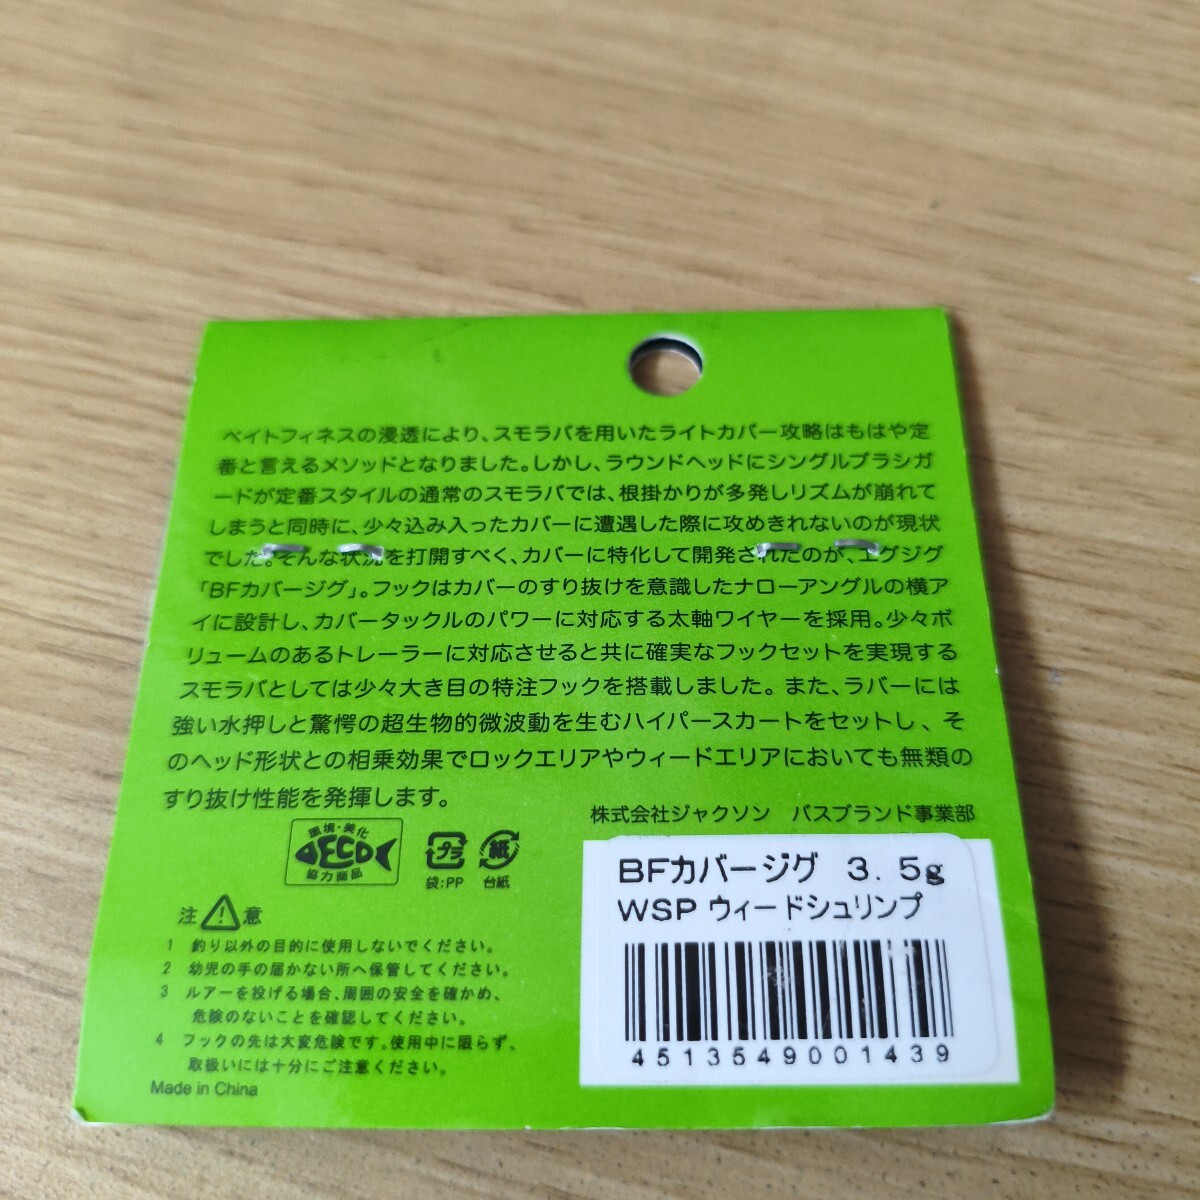 ベイトフィネスの浸透により、スモラバを用いたライトカバー攻略はもはや定
番と言えるメソッドとなりました。しかし、ラウンドヘッドにシングルブラシガ
ードが定番スタイルの通常のスモラバでは、根掛かりが多発しリズムが崩れて
しまうと同時に、少々込み入ったカバーに遭遇した際に攻めきれないのが現状
でした。そんな状況を打開すべく、カバーに特化して開発されたのが、エグジグ
「BFカバージグ」。フックはカバーのすり抜けを意識したナローアングルの横ア
イに設計し、カバータックルのパワーに対応する太軸ワイヤーを採用。少々ボ
リュームのあるトレーラーに対応させると共に確実なフックセットを実現する
スモラバとしては少々大き目の特注フックを搭載しました。また、ラバーには
強い水押しと驚愕の超生物的微波動を生むハイパースカートをセットし、そ
のヘッド形状との相乗効果でロックエリアやウィードエリアにおいても無類の
すり抜け性能を発揮します。
株式会社ジャクソン バスブランド事業部
環境・美化
ECO
協力商品
プラ
袋:PP
紙
台紙
注意
1 釣り以外の目的に使用しないでください。
2 幼児の手の届かない所へ保管してください。
3 ルアーを投げる場合、周囲の安全を確かめ、
危険のないことを確認してください。
4 フックの先は大変危険です。使用中に限らず、
取扱いには十分にご注意ください。
Made in China
BFカバージグ 3.5g
WSP ウィードシュリンプ
4513549001439